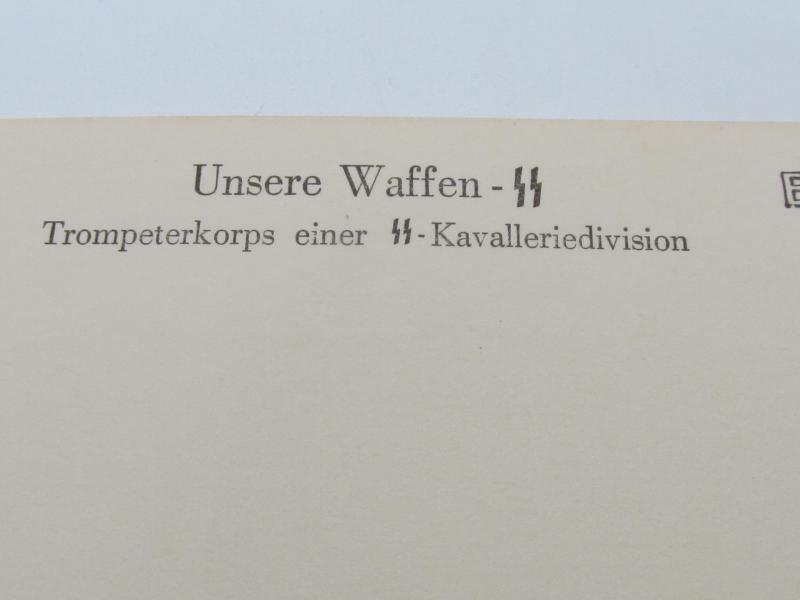 Unsere Waffen-ᛋᛋ
Trompeterkorps einer ᛋᛋ-Kavalleriedivision